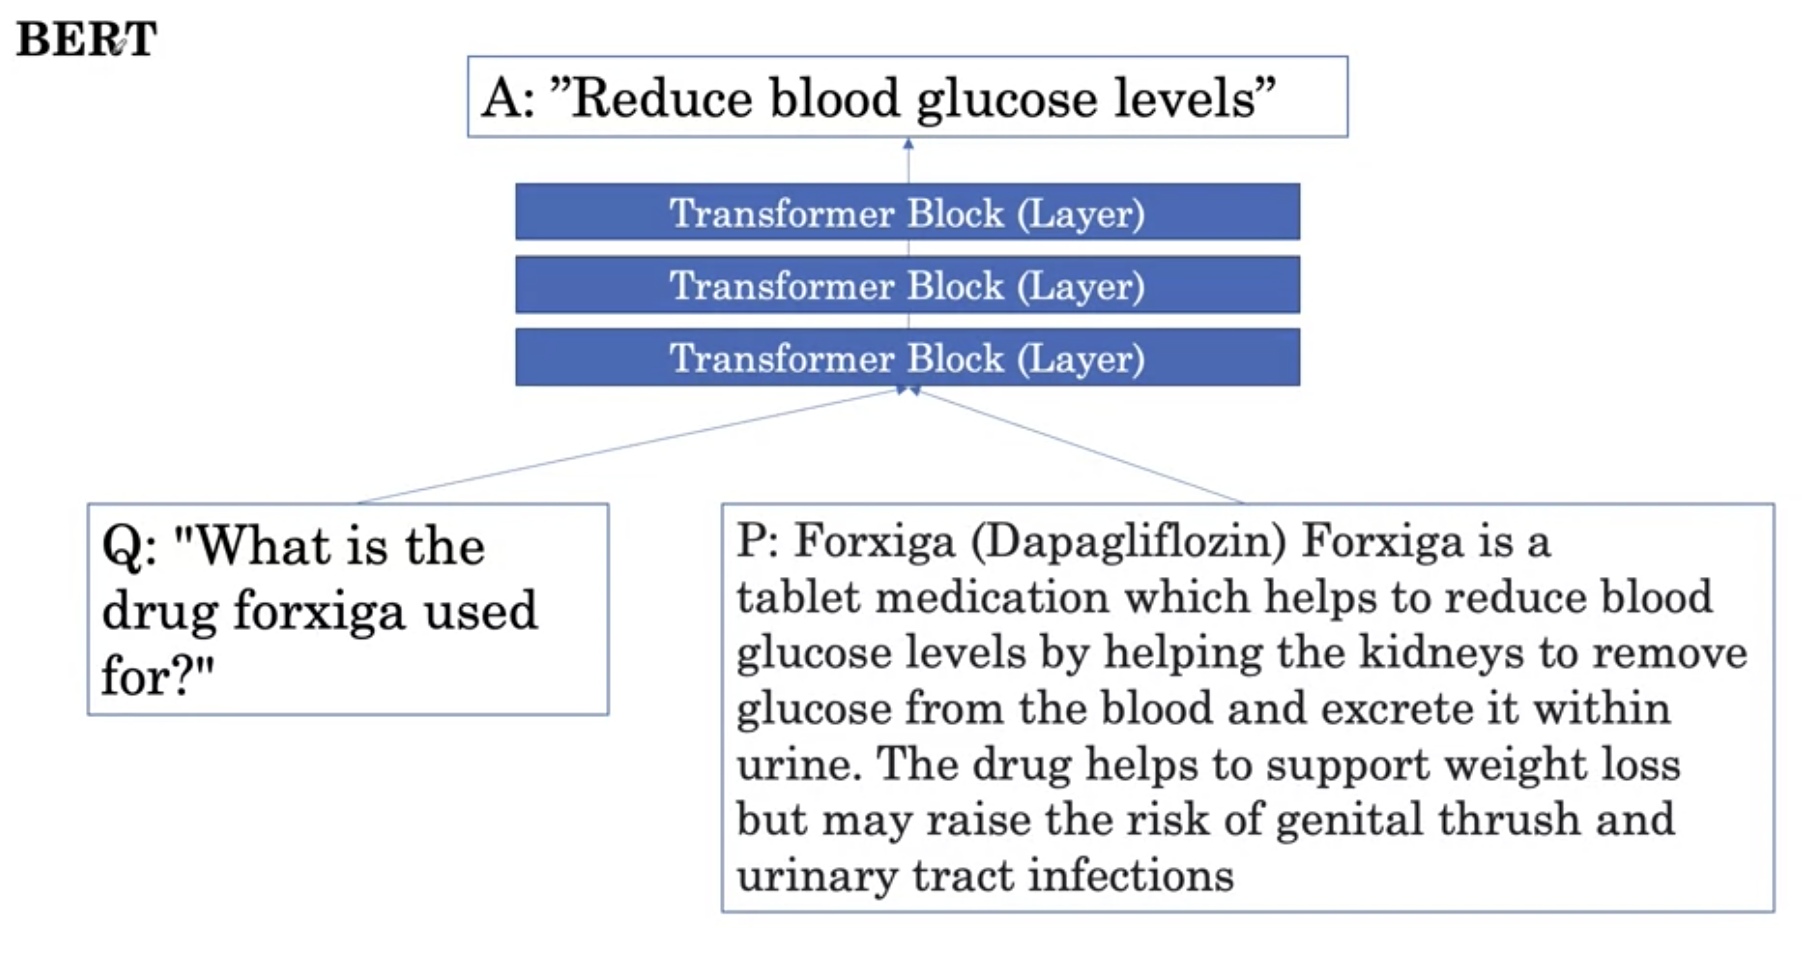 BERT
A: ”Reduce blood glucose levels”
Transformer Block (Layer)
Transformer Block (Layer)
Transformer Block (Layer)
Q: "What is the
drug forxiga used
for?"
P: Forxiga (Dapagliflozin) Forxiga is a
tablet medication which helps to reduce blood
glucose levels by helping the kidneys to remove
glucose from the blood and excrete it within
urine. The drug helps to support weight loss
but may raise the risk of genital thrush and
urinary tract infections